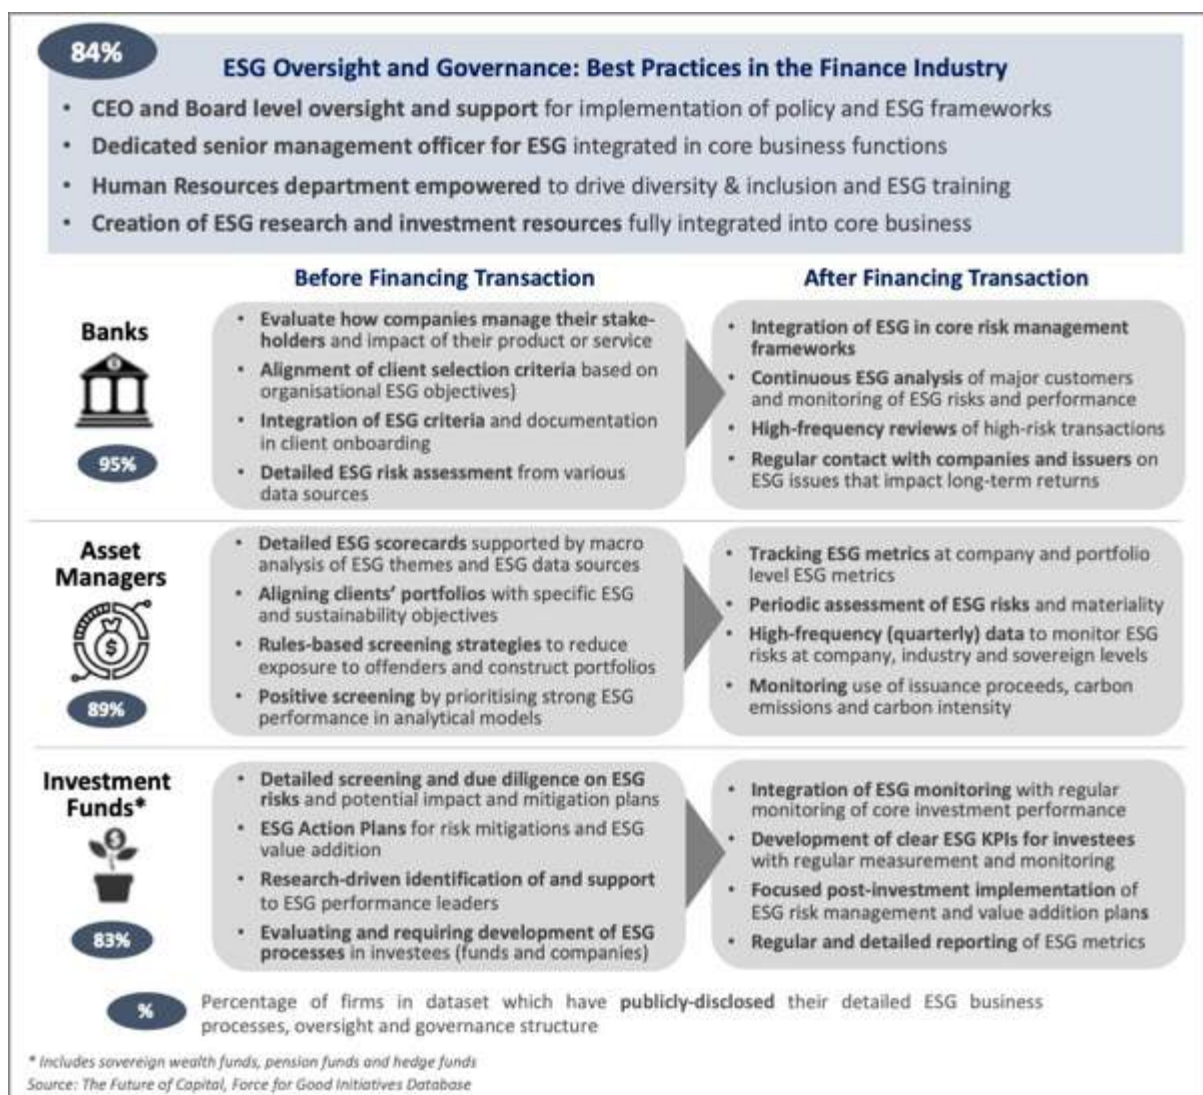 84%
ESG Oversight and Governance: Best Practices in the Finance Industry
• CEO and Board level oversight and support for implementation of policy and ESG frameworks
• Dedicated senior management officer for ESG integrated in core business functions
• Human Resources department empowered to drive diversity & inclusion and ESG training
• Creation of ESG research and investment resources fully integrated into core business
Before Financing Transaction
After Financing Transaction
Banks
95%
• Evaluate how companies manage their stake-
holders and impact of their product or service
• Alignment of client selection criteria based on
organisational ESG objectives)
• Integration of ESG criteria and documentation
in client onboarding
• Detailed ESG risk assessment from various
data sources
• Integration of ESG in core risk management
frameworks
• Continuous ESG analysis of major customers
and monitoring of ESG risks and performance
• High-frequency reviews of high-risk transactions
• Regular contact with companies and issuers on
ESG issues that impact long-term returns
Asset
Managers
89%
• Detailed ESG scorecards supported by macro
analysis of ESG themes and ESG data sources
• Aligning clients' portfolios with specific ESG
and sustainability objectives
• Rules-based screening strategies to reduce
exposure to offenders and construct portfolios
• Positive screening by prioritising strong ESG
performance in analytical models
• Tracking ESG metrics at company and portfolio
level ESG metrics
• Periodic assessment of ESG risks and materiality
• High-frequency (quarterly) data to monitor ESG
risks at company, industry and sovereign levels
• Monitoring use of issuance proceeds, carbon
emissions and carbon intensity
Investment
Funds*
83%
• Detailed screening and due diligence on ESG
risks and potential impact and mitigation plans
• ESG Action Plans for risk mitigations and ESG
value addition
• Research-driven identification of and support
to ESG performance leaders
• Evaluating and requiring development of ESG
processes in investees (funds and companies)
• Integration of ESG monitoring with regular
monitoring of core investment performance
• Development of clear ESG KPIs for investees
with regular measurement and monitoring
• Focused post-investment implementation of
ESG risk management and value addition plans
• Regular and detailed reporting of ESG metrics
%
Percentage of firms in dataset which have publicly-disclosed their detailed ESG business
processes, oversight and governance structure
* Includes sovereign wealth funds, pension funds and hedge funds
Source: The Future of Capital, Force for Good Initiatives Database